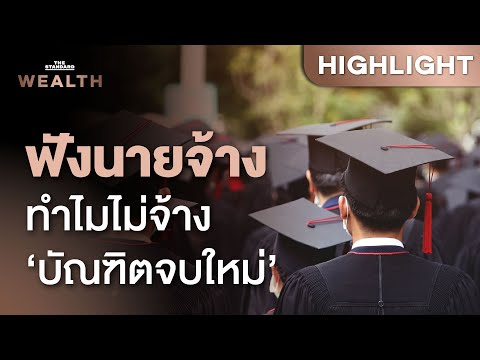 THE STANDARD
WEALTH
HIGHLIGHT
ฟังนายจ้าง
ทำไมไม่จ้าง
‘บัณฑิตจบใหม่’